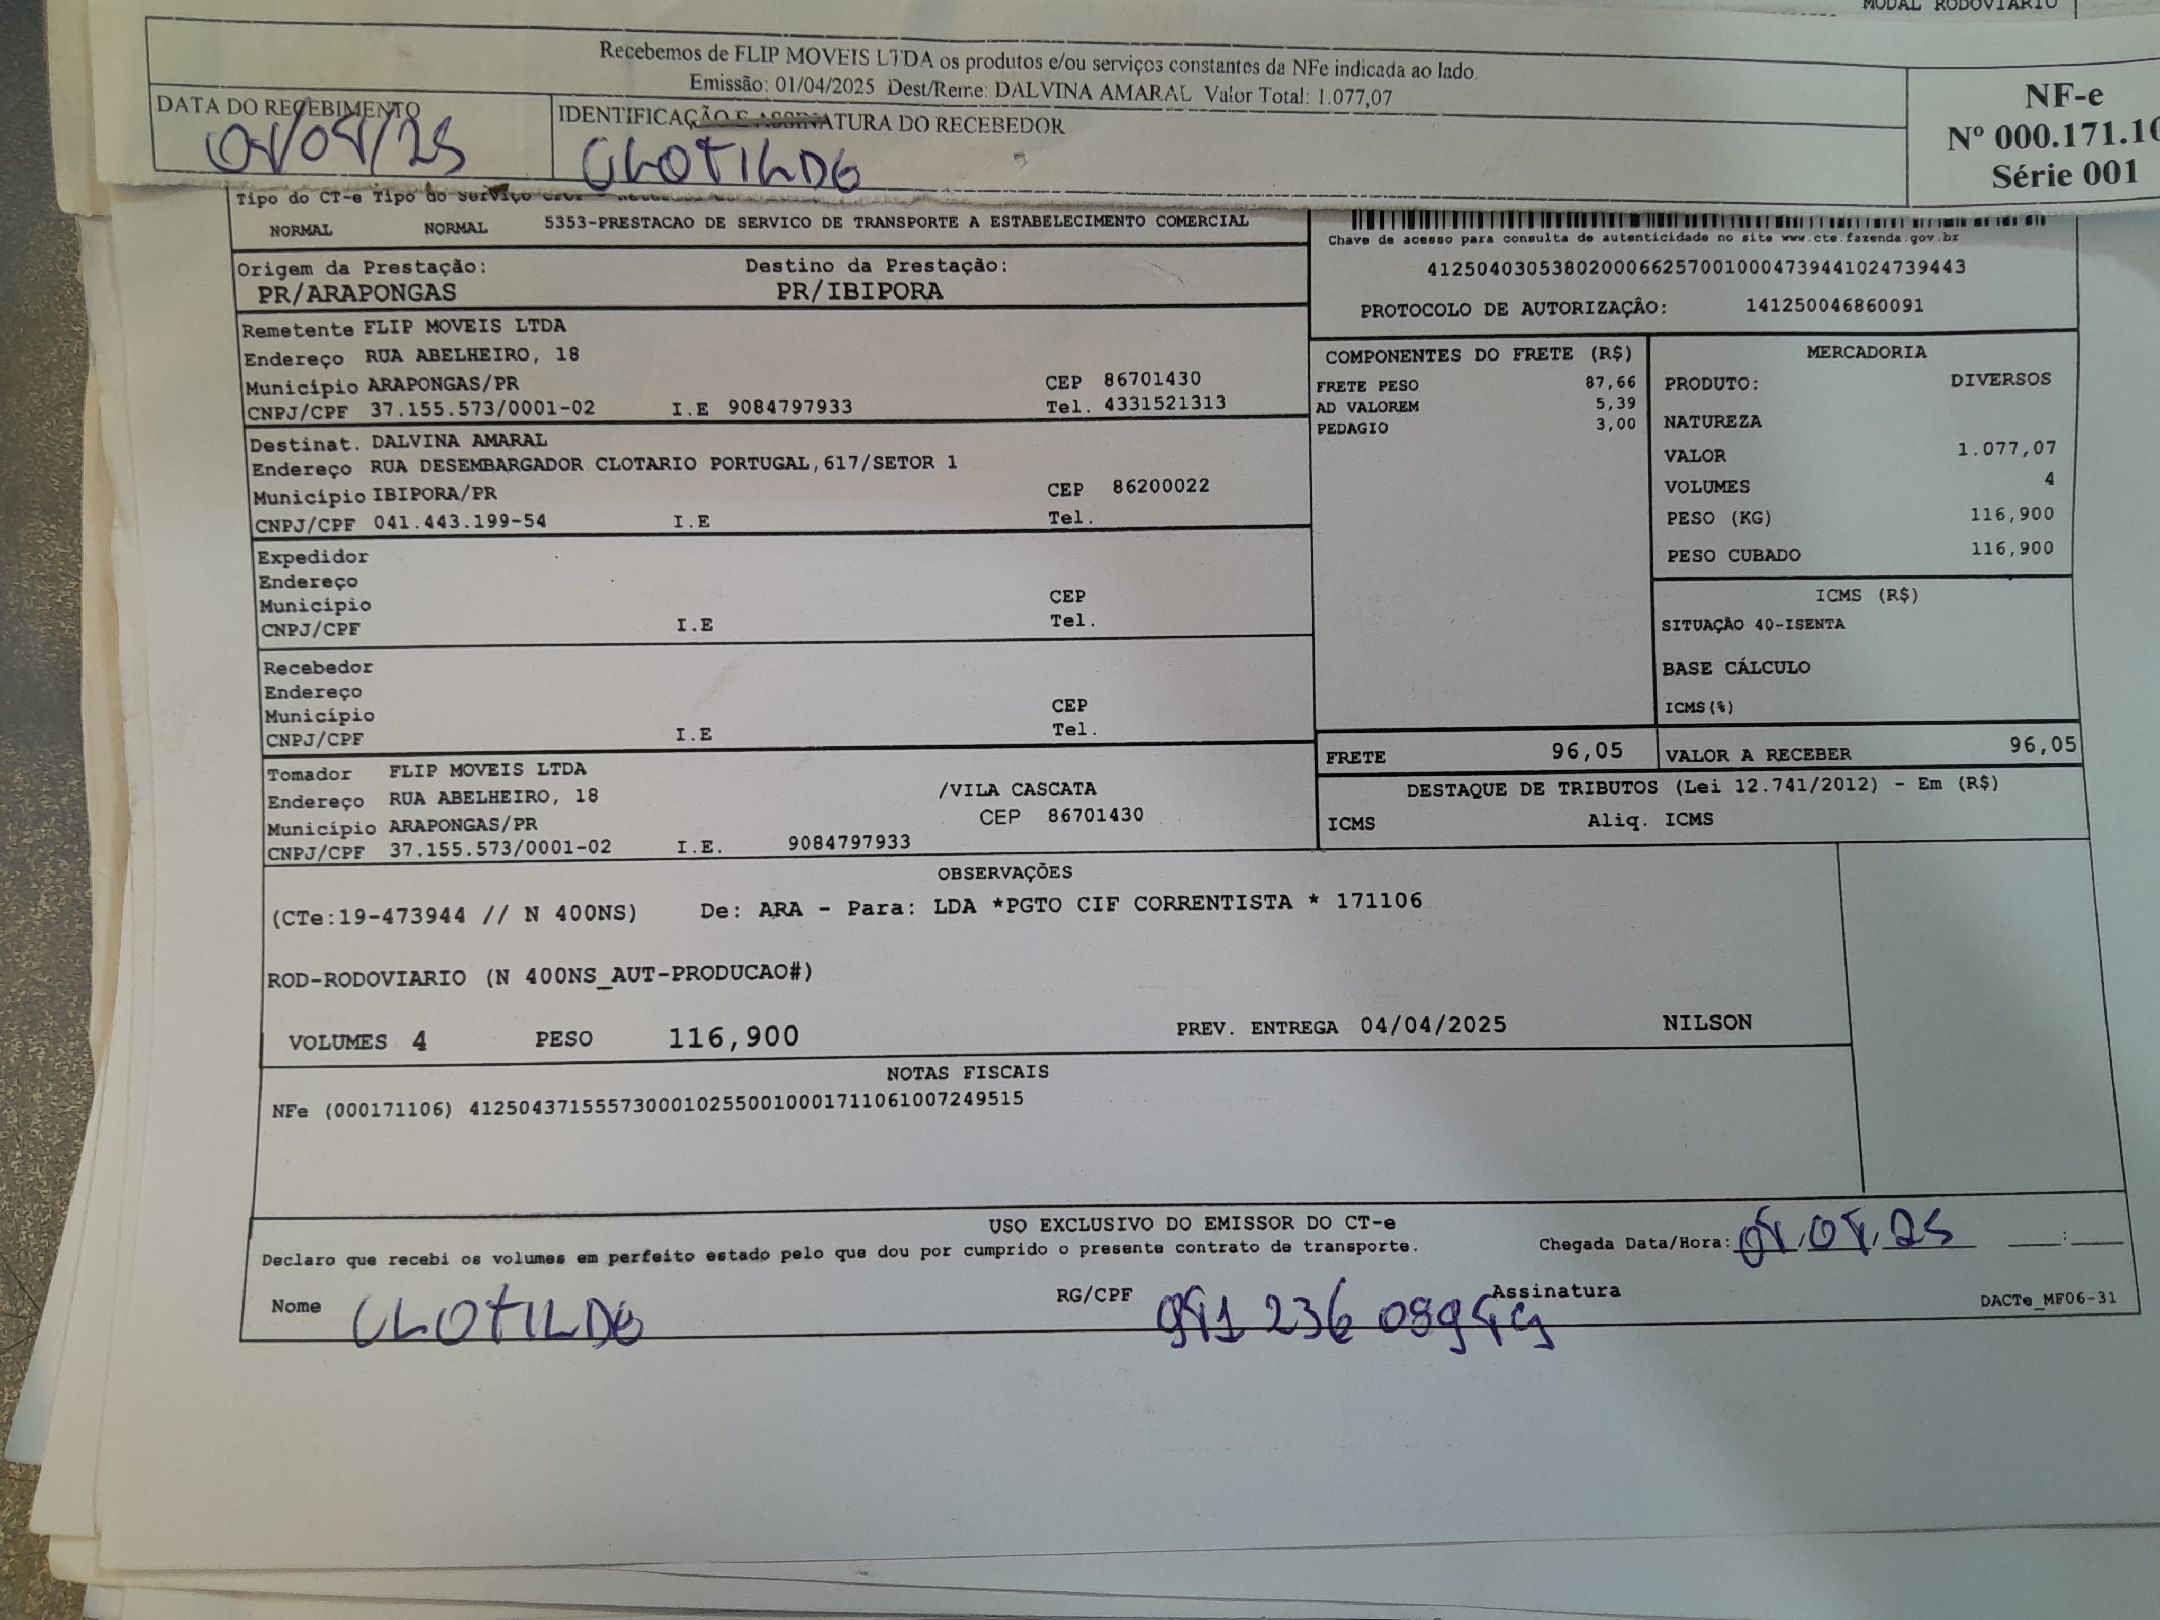 MODAL RODOVIARIO
Recebemos de FLIP MOVEIS LTDA os produtos e/ou serviços constantes da NFe indicada ao lado.
Emissão: 01/04/2025 Dest/Reme: DALVINA AMARAL Valor Total: 1.077,07
NF-e
Nº 000.171.10
Série 001
DATA DO RECEBIMENTO
IDENTIFICAÇÃO E ASSINATURA DO RECEBEDOR
CLOTILDE
Tipo do CT-e Tipo do Serviço
NORMAL NORMAL 5353-PRESTACAO DE SERVICO DE TRANSPORTE A ESTABELECIMENTO COMERCIAL
Chave de acesso para consulta de autenticidade no site www.cte.fazenda.gov.br
41250403053802000662570010004739441024739443
PROTOCOLO DE AUTORIZAÇÃO: 141250046860091
Origem da Prestação: Destino da Prestação:
PR/ARAPONGAS PR/IBIPORA
Remetente FLIP MOVEIS LTDA
Endereço RUA ABELHEIRO, 18
Município ARAPONGAS/PR CEP 86701430
CNPJ/CPF 37.155.573/0001-02 I.E 9084797933 Tel. 4331521313
Destinat. DALVINA AMARAL
Endereço RUA DESEMBARGADOR CLOTARIO PORTUGAL,617/SETOR 1
Município IBIPORA/PR CEP 86200022
CNPJ/CPF 041.443.199-54 I.E Tel.
Expedidor
Endereço
Município CEP
CNPJ/CPF I.E Tel.
Recebedor
Endereço
Município CEP
CNPJ/CPF I.E Tel.
Tomador FLIP MOVEIS LTDA
Endereço RUA ABELHEIRO, 18 /VILA CASCATA
Município ARAPONGAS/PR CEP 86701430
CNPJ/CPF 37.155.573/0001-02 I.E. 9084797933
COMPONENTES DO FRETE (R$)
FRETE PESO 87,66
AD VALOREM 5,39
PEDAGIO 3,00
MERCADORIA
PRODUTO: DIVERSOS
NATUREZA
VALOR 1.077,07
VOLUMES 4
PESO (KG) 116,900
PESO CUBADO 116,900
ICMS (R$)
SITUAÇÃO 40-ISENTA
BASE CÁLCULO
ICMS(%)
FRETE 96,05 VALOR A RECEBER 96,05
DESTAQUE DE TRIBUTOS (Lei 12.741/2012) - Em (R$)
ICMS Aliq. ICMS
OBSERVAÇÕES
(CTe:19-473944 // N 400NS) De: ARA - Para: LDA *PGTO CIF CORRENTISTA * 171106
ROD-RODOVIARIO (N 400NS_AUT-PRODUCAO#)
VOLUMES 4 PESO 116,900 PREV. ENTREGA 04/04/2025 NILSON
NOTAS FISCAIS
NFe (000171106) 41250437155573000102550010001711061007249515
USO EXCLUSIVO DO EMISSOR DO CT-e
Declaro que recebi os volumes em perfeito estado pelo que dou por cumprido o presente contrato de transporte. Chegada Data/Hora:
Nome CLOTILDE RG/CPF Assinatura
DACTe_MF06-31